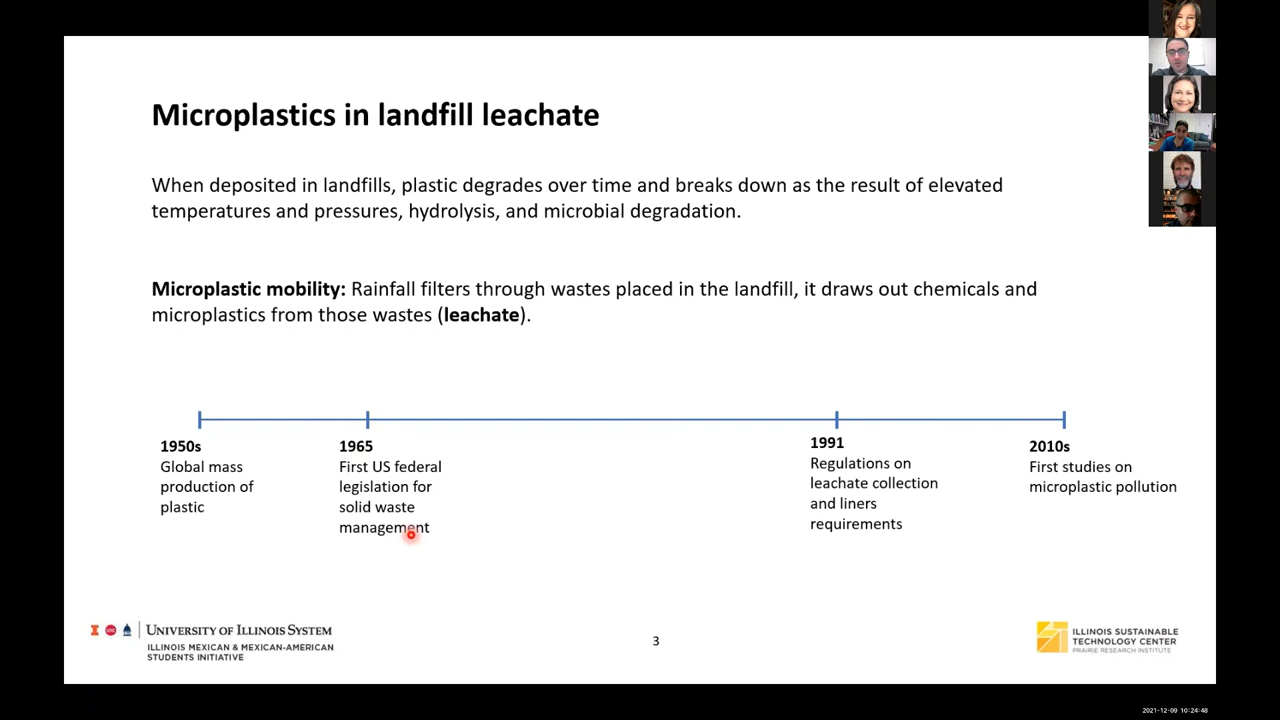 Microplastics in landfill leachate
When deposited in landfills, plastic degrades over time and breaks down as the result of elevated
temperatures and pressures, hydrolysis, and microbial degradation.
Microplastic mobility: Rainfall filters through wastes placed in the landfill, it draws out chemicals and
microplastics from those wastes (leachate).
1950s
Global mass
production of
plastic
1965
First US federal
legislation for
solid waste
management
1991
Regulations on
leachate collection
and liners
requirements
2010s
First studies on
microplastic pollution
I UIC
UNIVERSITY OF ILLINOIS SYSTEM
ILLINOIS MEXICAN & MEXICAN-AMERICAN
STUDENTS INITIATIVE
3
ILLINOIS SUSTAINABLE
TECHNOLOGY CENTER
PRAIRIE RESEARCH INSTITUTE
2021-12-09 10:24:48